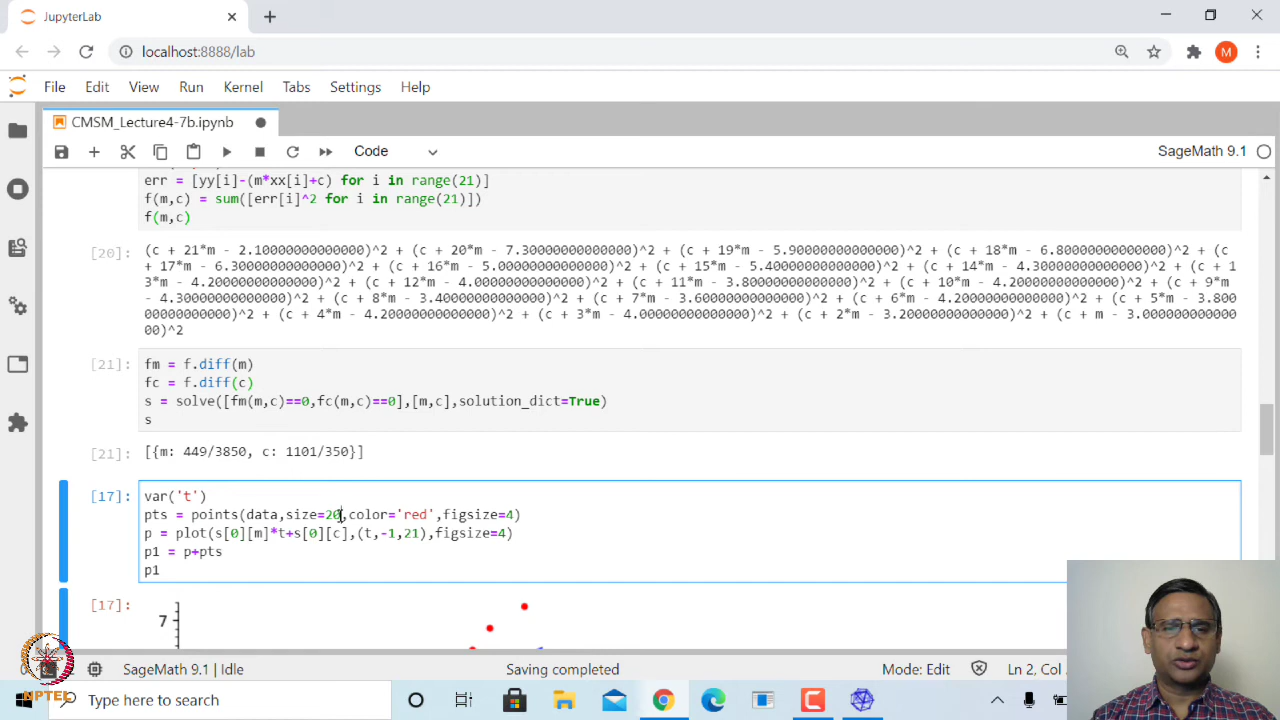 JupyterLab
localhost:8888/lab
M
File Edit View Run Kernel Tabs Settings Help
CMSM_Lecture4-7b.ipynb
Code
SageMath 9.1
err = [yy[i]-(m*xx[i]+c) for i in range(21)]
f(m,c) = sum([err[i]^2 for i in range(21)])
f(m,c)
[20]:
(c + 21*m - 2.10000000000000)^2 + (c + 20*m - 7.30000000000000)^2 + (c + 19*m - 5.90000000000000)^2 + (c + 18*m - 6.80000000000000)^2 + (c
+ 17*m - 6.30000000000000)^2 + (c + 16*m - 5.00000000000000)^2 + (c + 15*m - 5.40000000000000)^2 + (c + 14*m - 4.30000000000000)^2 + (c + 1
3*m - 4.20000000000000)^2 + (c + 12*m - 4.00000000000000)^2 + (c + 11*m - 3.80000000000000)^2 + (c + 10*m - 4.20000000000000)^2 + (c + 9*m
- 4.30000000000000)^2 + (c + 8*m - 3.40000000000000)^2 + (c + 7*m - 3.60000000000000)^2 + (c + 6*m - 4.20000000000000)^2 + (c + 5*m - 3.800
00000000000)^2 + (c + 4*m - 4.20000000000000)^2 + (c + 3*m - 4.00000000000000)^2 + (c + 2*m - 3.20000000000000)^2 + (c + m - 3.000000000000
00)^2
[21]:
fm = f.diff(m)
fc = f.diff(c)
s = solve([fm(m,c)==0,fc(m,c)==0],[m,c],solution_dict=True)
s
[21]:
[{m: 449/3850, c: 1101/350}]
[17]:
var('t')
pts = points(data,size=20,color='red',figsize=4)
p = plot(s[0][m]*t+s[0][c],(t,-1,21),figsize=4)
p1 = p+pts
p1
[17]:
7
SageMath 9.1 | Idle
Saving completed
Mode: Edit
Ln 2, Col
NPTEL
Type here to search